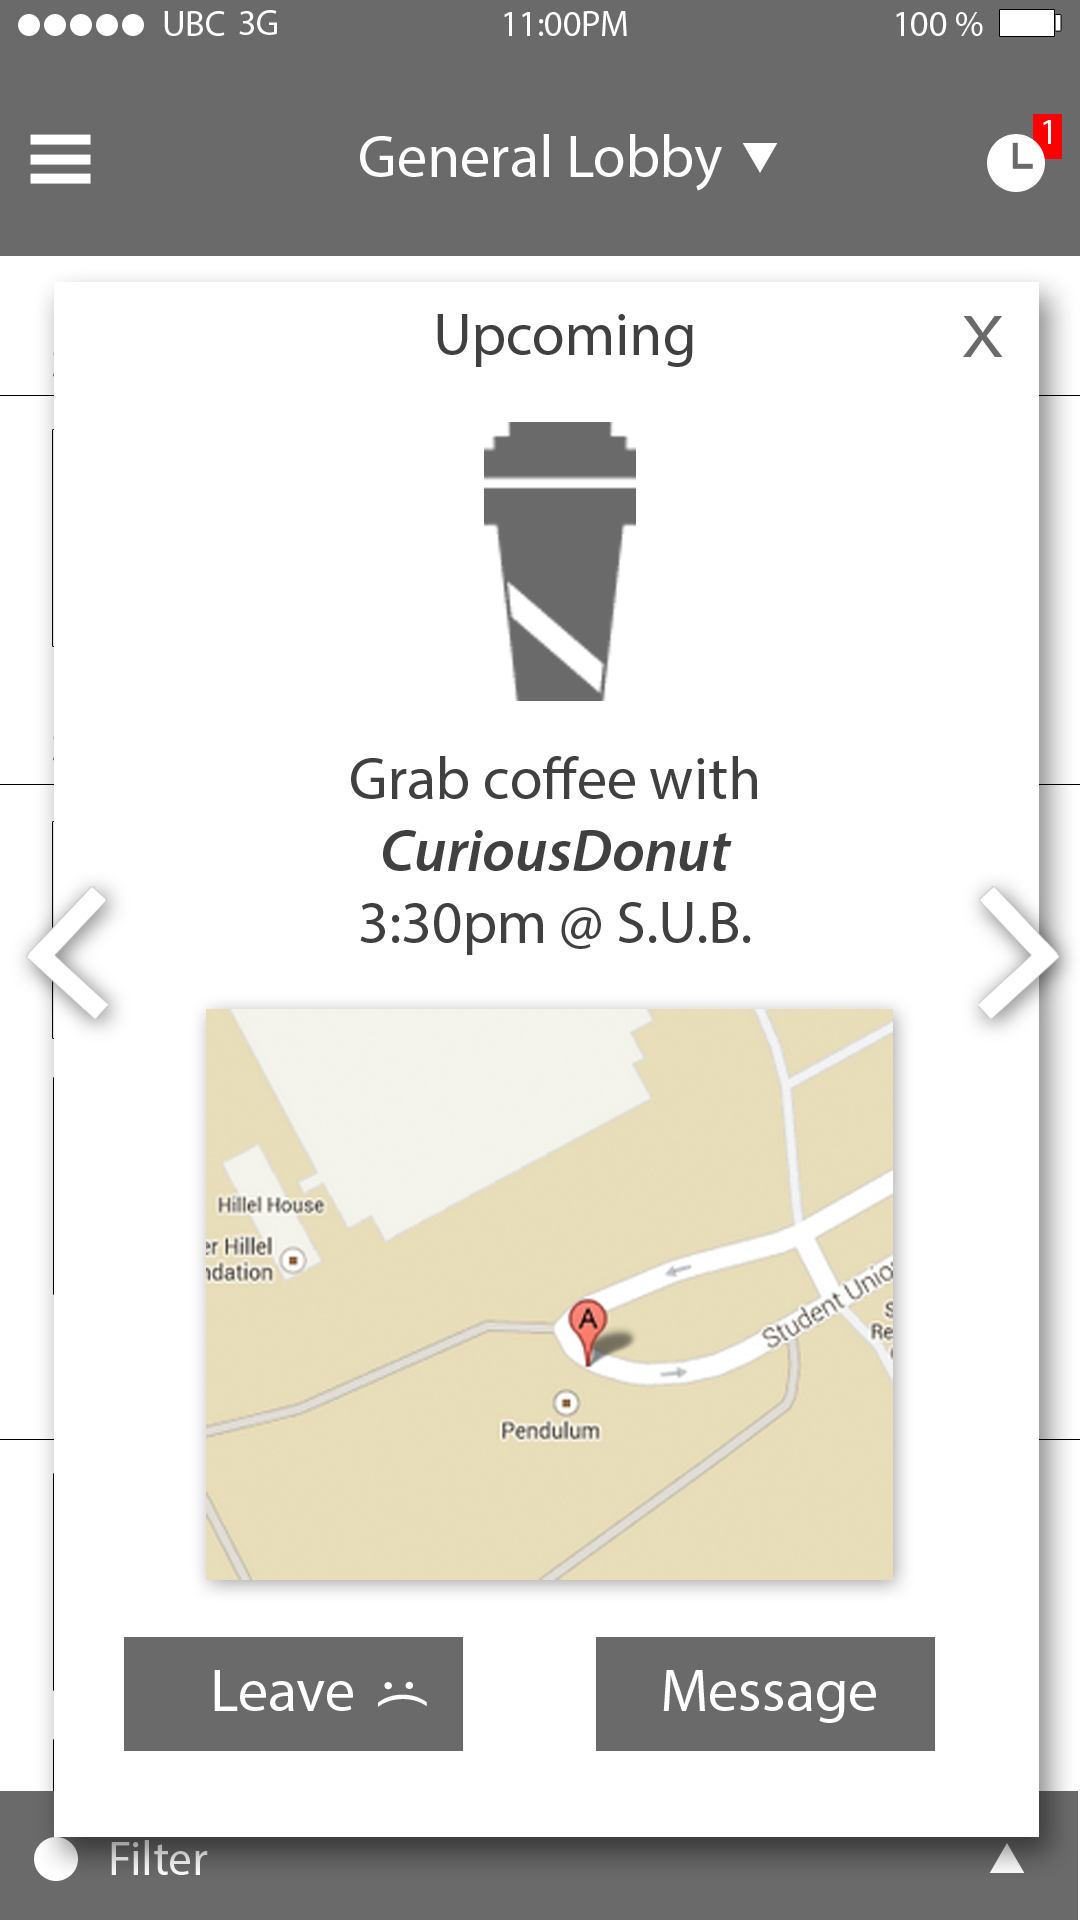 UBC 3G 11:00PM 100 %
General Lobby
1
Upcoming X
Grab coffee with
CuriousDonut
3:30pm @ S.U.B.
Hillel House
er Hillel
ndation
Student Unio
Re
A
Pendulum
Leave Message
Filter